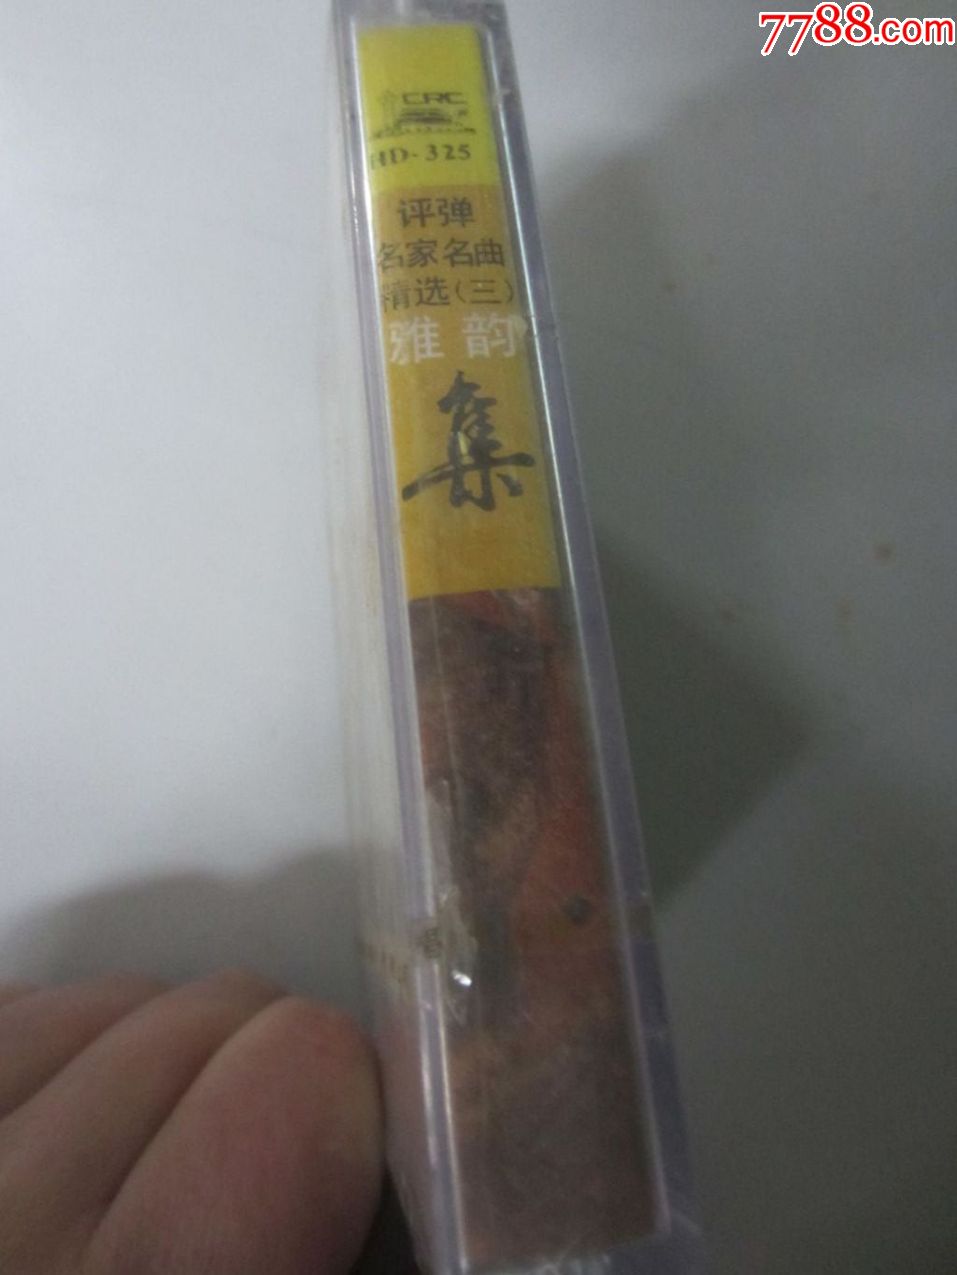 7788.com
CRC
HD-325
评弹
名家名曲
精选(三)
雅韵
集